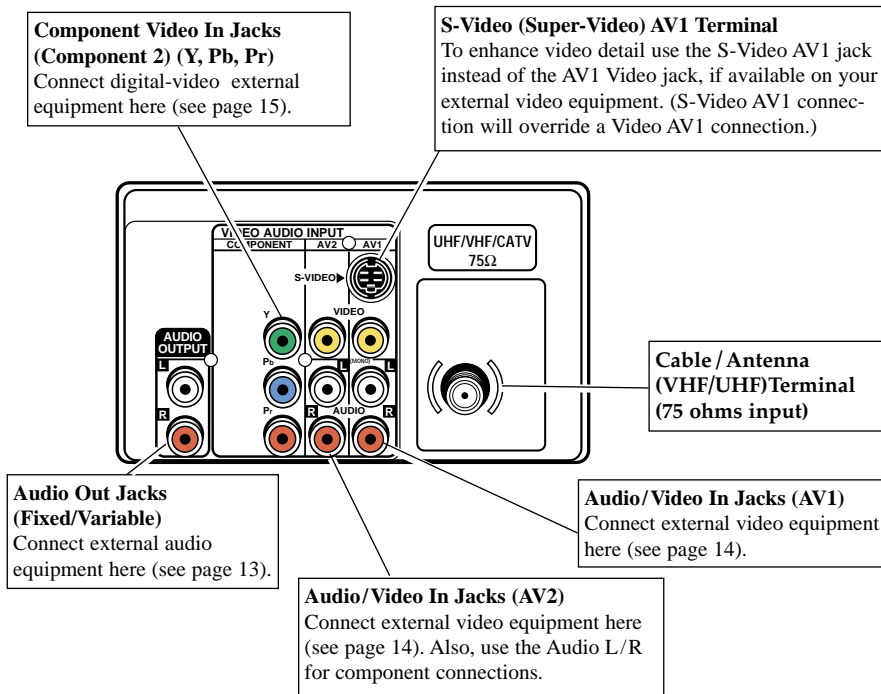 Component Video In Jacks
(Component 2) (Y, Pb, Pr)
Connect digital-video external
equipment here (see page 15).
S-Video (Super-Video) AV1 Terminal
To enhance video detail use the S-Video AV1 jack
instead of the AV1 Video jack, if available on your
external video equipment. (S-Video AV1 connec-
tion will override a Video AV1 connection.)
VIDEO AUDIO INPUT
COMPONENT AV2 AV1
S-VIDEO
VIDEO
Y
Pb
Pr
(MONO)
L L
R AUDIO R
AUDIO
OUTPUT
L
R
UHF/VHF/CATV
75Ω
Cable / Antenna
(VHF/UHF)Terminal
(75 ohms input)
Audio Out Jacks
(Fixed/Variable)
Connect external audio
equipment here (see page 13).
Audio/Video In Jacks (AV1)
Connect external video equipment
here (see page 14).
Audio/Video In Jacks (AV2)
Connect external video equipment here
(see page 14). Also, use the Audio L/R
for component connections.